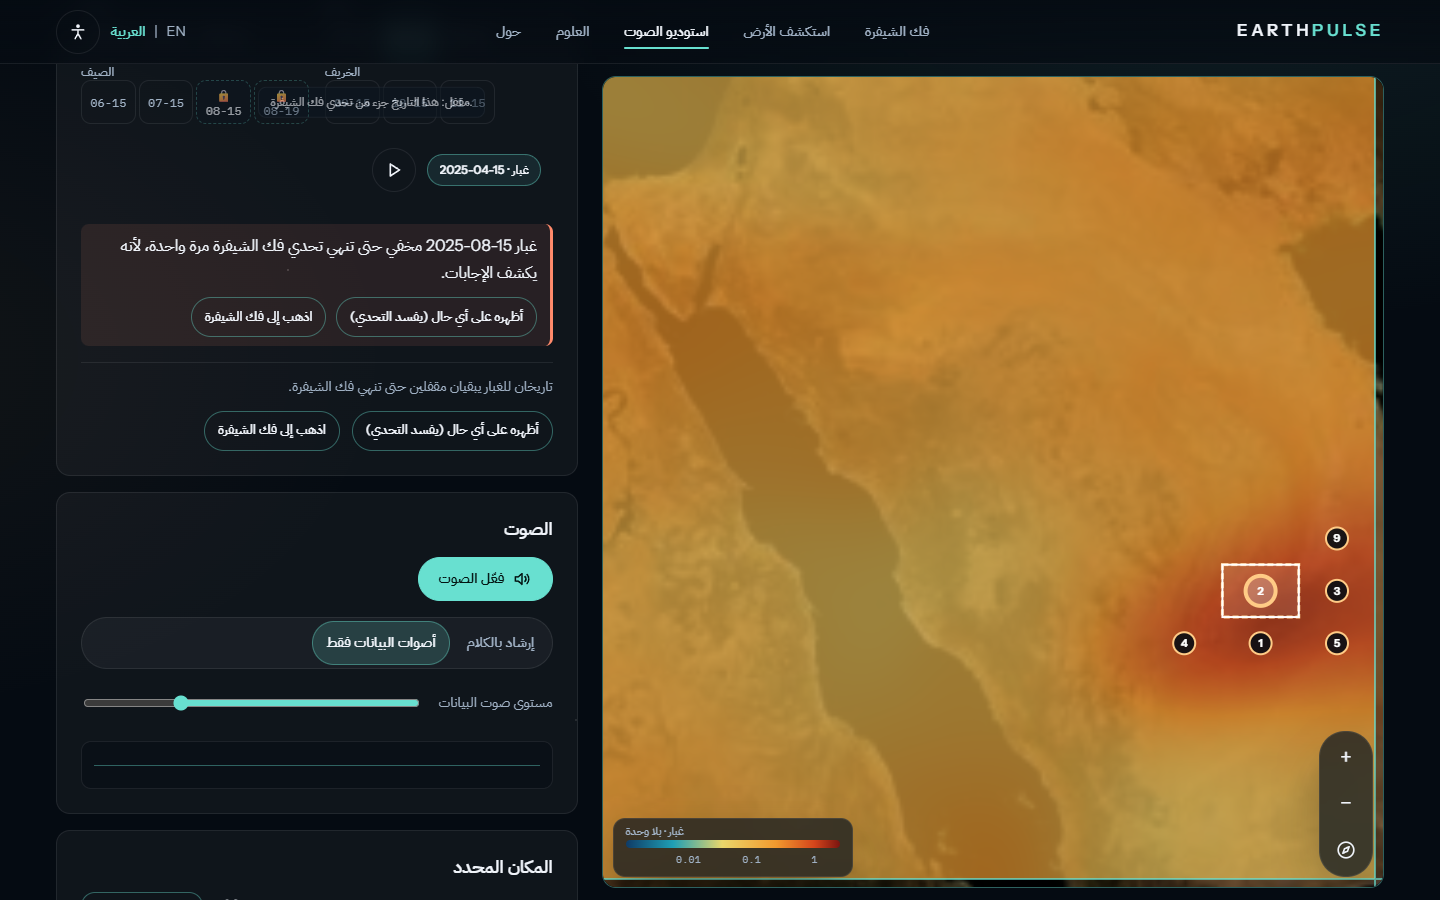 EARTHPULSE
فك الشيفرة
استكشف الأرض
استوديو الصوت
العلوم
حول
EN | العربية
الخريف
الصيف
06-15
07-15
08-15
08-19
مقفل: هذا التاريخ جزء من تحدي فك الشيفرة.
غبار · 2025-04-15
غبار 2025-08-15 مخفي حتى تنهي تحدي فك الشيفرة مرة واحدة، لأنه
يكشف الإجابات.
أظهره على أي حال (يفسد التحدي)
اذهب إلى فك الشيفرة
تاريخان للغبار يبقيان مقفلين حتى تنهي فك الشيفرة.
أظهره على أي حال (يفسد التحدي)
اذهب إلى فك الشيفرة
الصوت
فعّل الصوت
إرشاد بالكلام
أصوات البيانات فقط
مستوى صوت البيانات
المكان المحدد
9
2
3
4
1
5
+
−
غبار · بلا وحدة
0.01
0.1
1